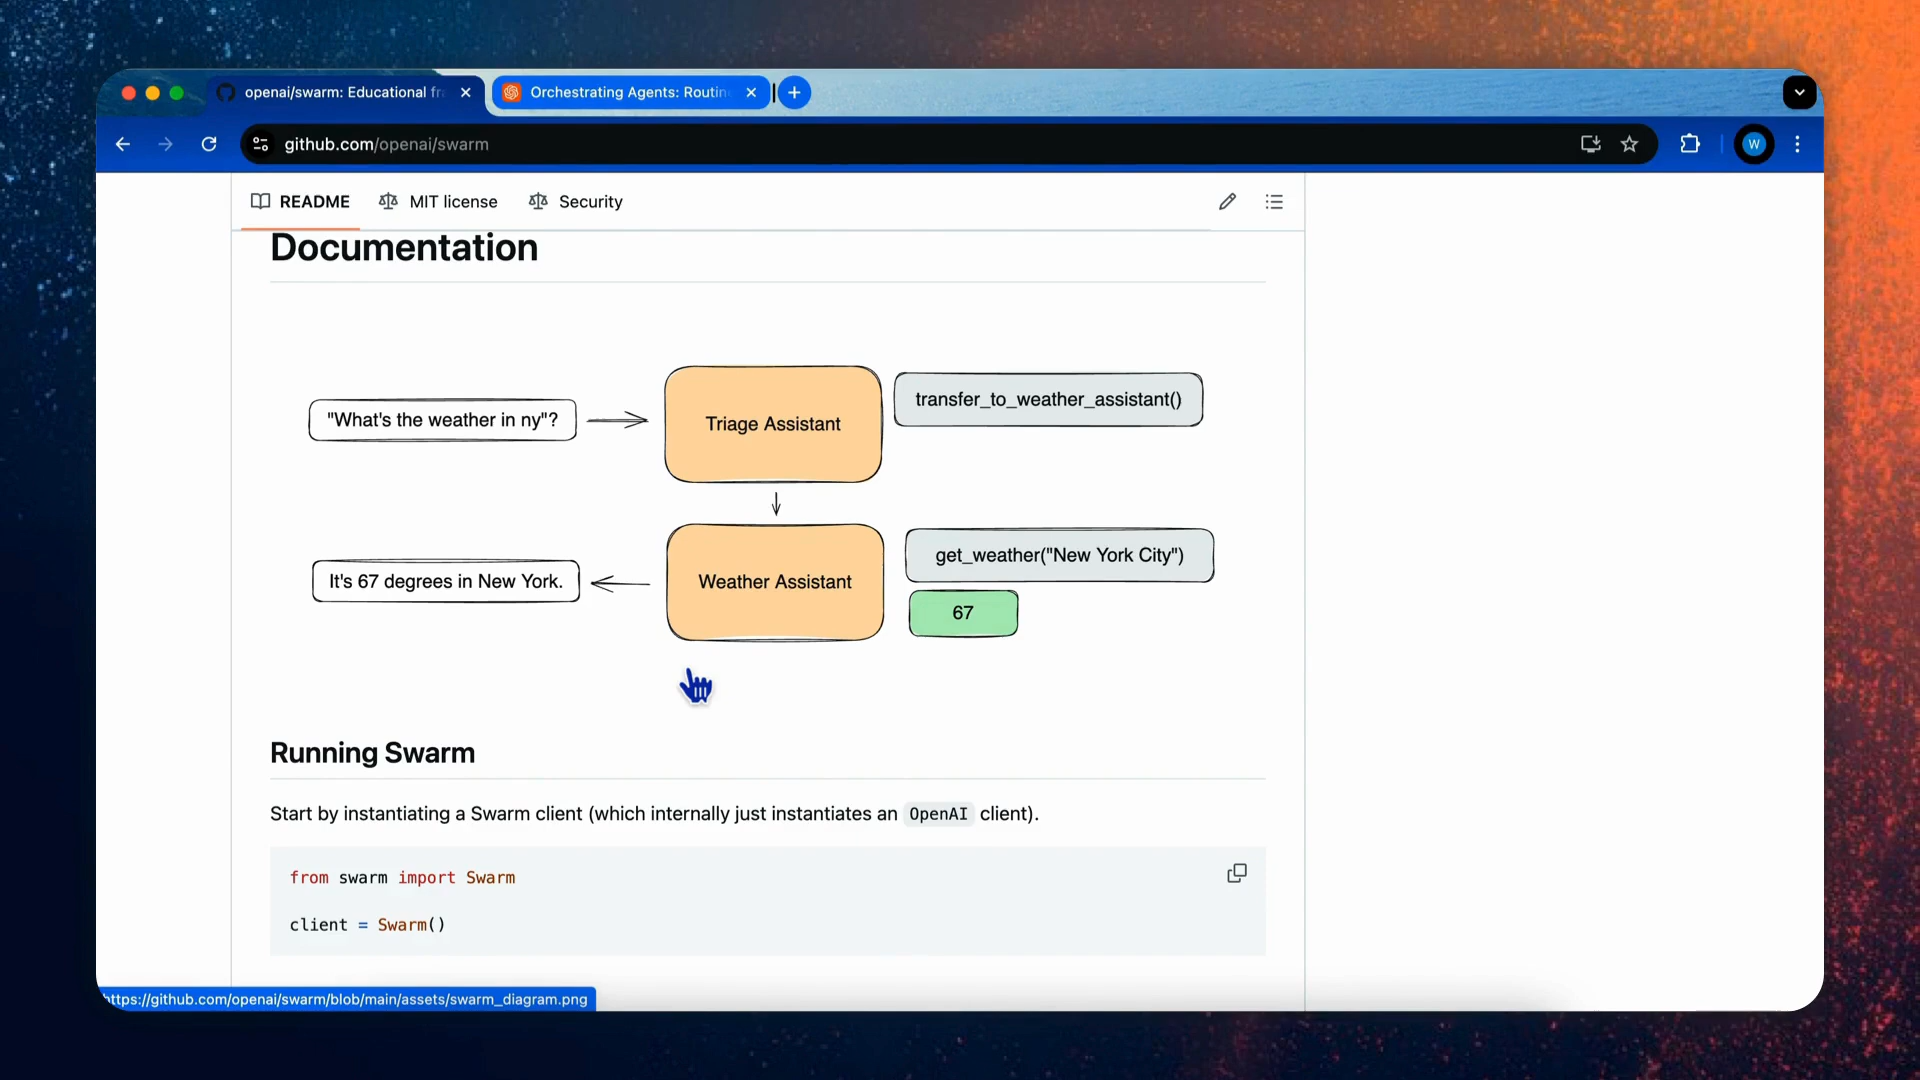 openai/swarm: Educational fr
Orchestrating Agents: Routin
github.com/openai/swarm
W
README
MIT license
Security
Documentation
"What's the weather in ny"?
Triage Assistant
transfer_to_weather_assistant()
It's 67 degrees in New York.
Weather Assistant
get_weather("New York City")
67
Running Swarm
Start by instantiating a Swarm client (which internally just instantiates an OpenAI client).
from swarm import Swarm
client = Swarm()
https://github.com/openai/swarm/blob/main/assets/swarm_diagram.png